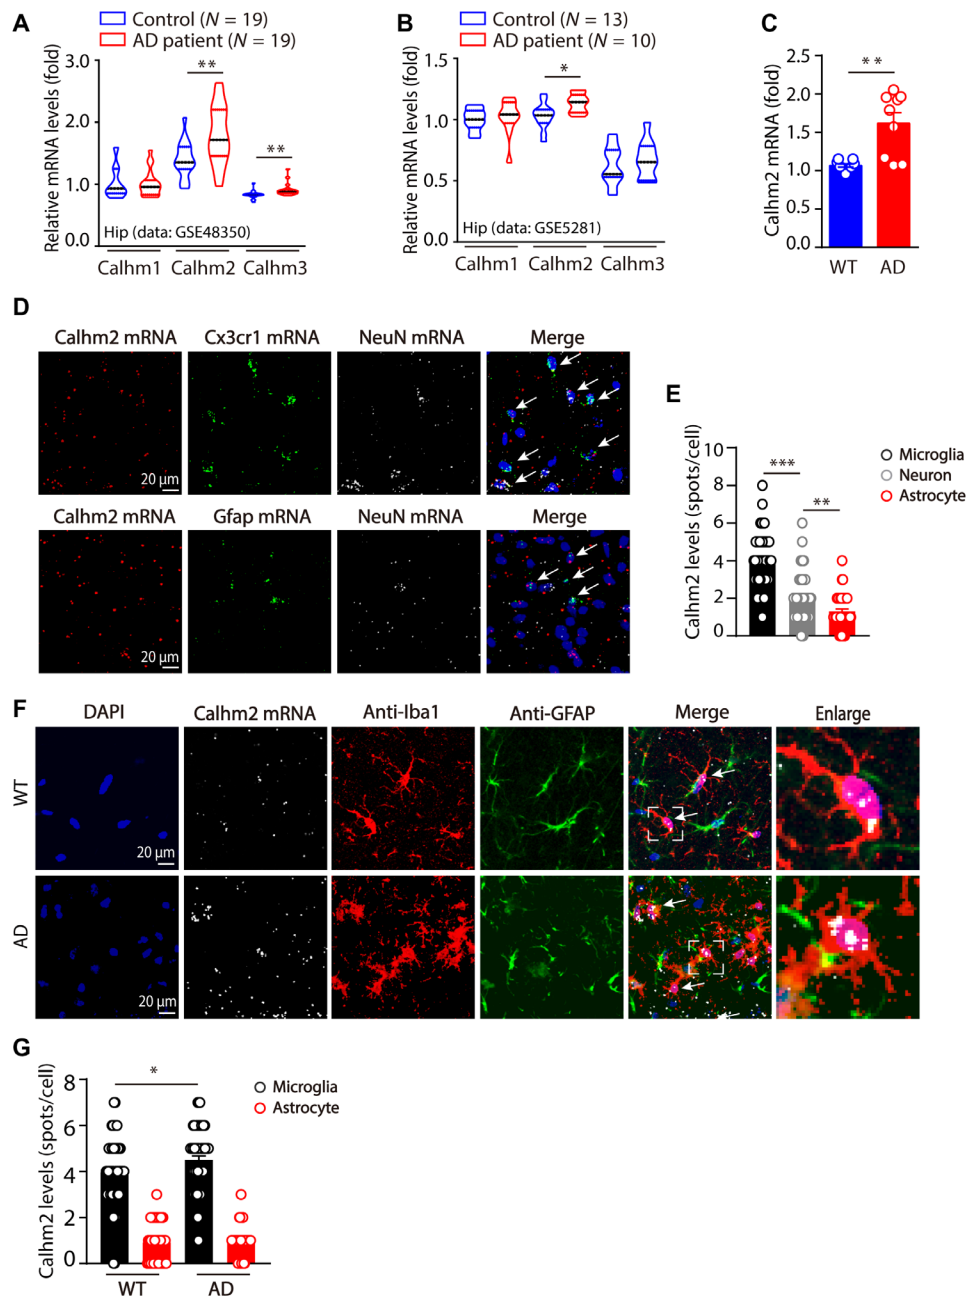 A
Control (N = 19)
AD patient (N = 19)
Relative mRNA levels (fold)
3.0
2.0
1.0
0.0
**
**
Hip (data: GSE48350)
Calhm1 Calhm2 Calhm3
B
Control (N = 13)
AD patient (N = 10)
Relative mRNA levels (fold)
1.5
1.0
0.5
0.0
*
Hip (data: GSE5281)
Calhm1 Calhm2 Calhm3
C
Calhm2 mRNA (fold)
2.5
2.0
1.5
1.0
0.5
0.0
**
WT AD
D
Calhm2 mRNA Cx3cr1 mRNA NeuN mRNA Merge
20 µm
Calhm2 mRNA Gfap mRNA NeuN mRNA Merge
20 µm
E
Calhm2 levels (spots/cell)
10
8
6
4
2
0
***
**
Microglia
Neuron
Astrocyte
F
DAPI Calhm2 mRNA Anti-Iba1 Anti-GFAP Merge Enlarge
WT
20 µm
AD
20 µm
G
Calhm2 levels (spots/cell)
8
6
4
2
0
*
Microglia
Astrocyte
WT AD